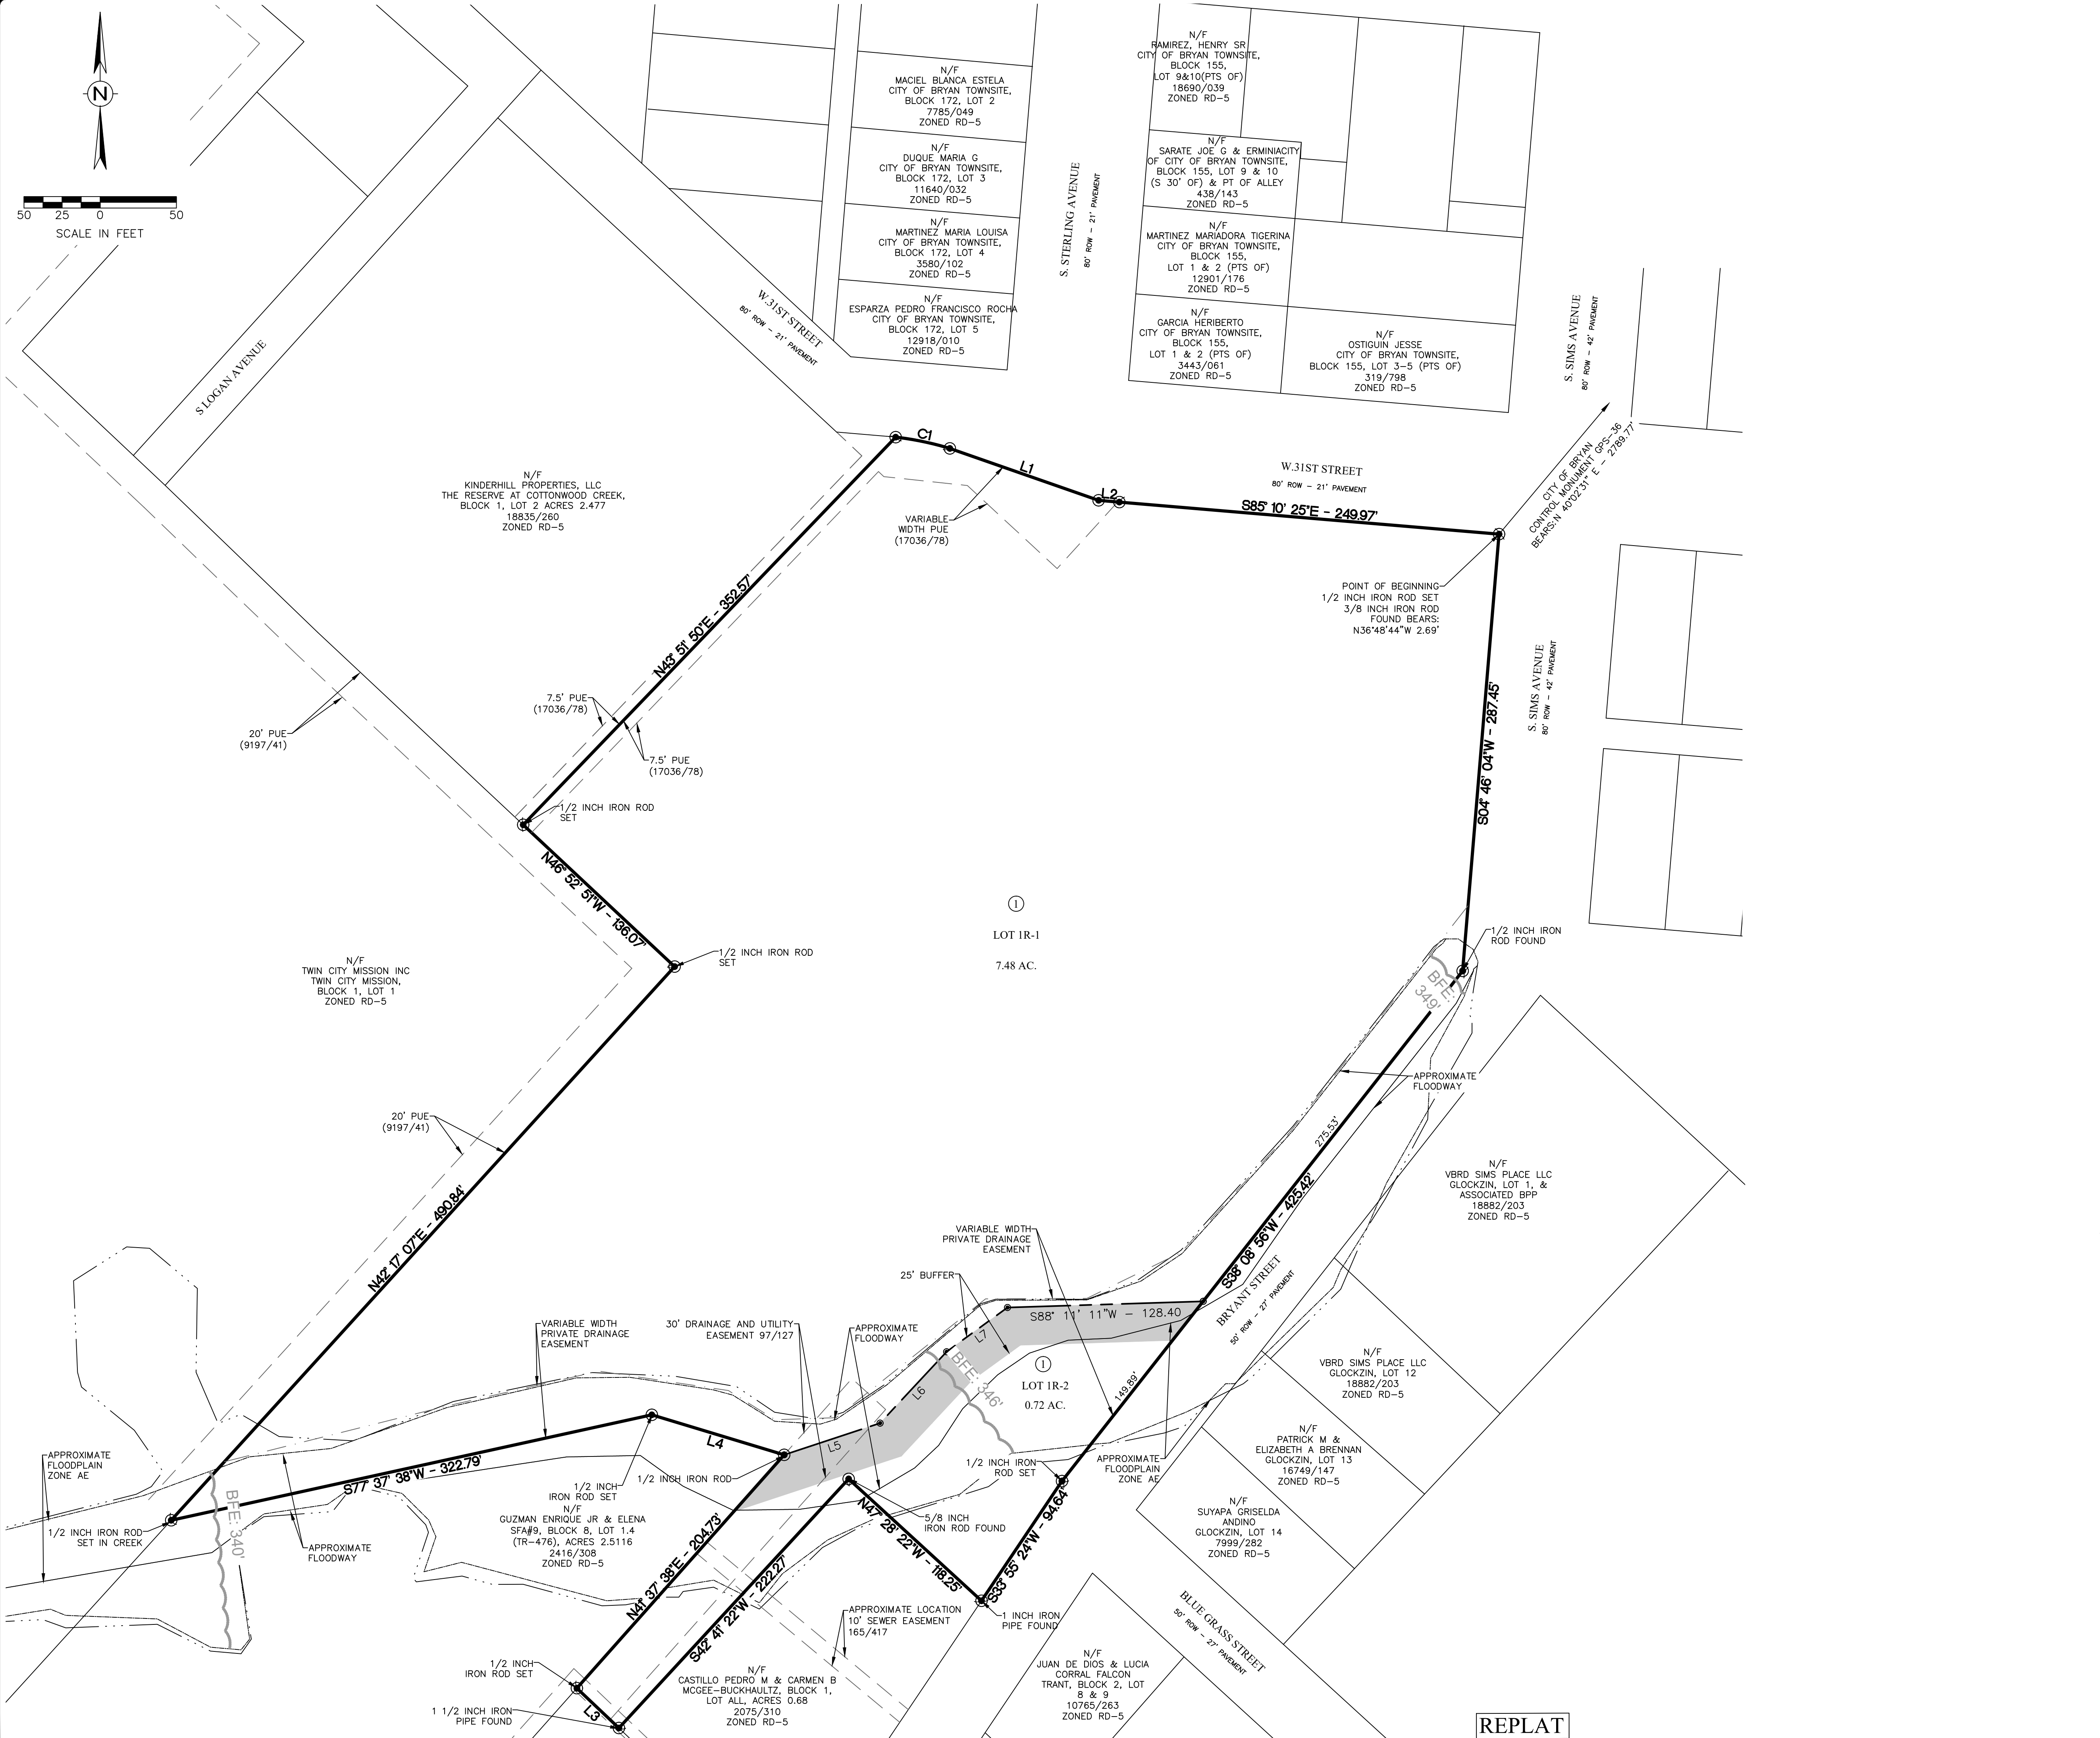 N
50 25 0 50
SCALE IN FEET
N/F
MACIEL BLANCA ESTELA
CITY OF BRYAN TOWNSITE,
BLOCK 172, LOT 2
7785/049
ZONED RD-5
N/F
DUQUE MARIA G
CITY OF BRYAN TOWNSITE,
BLOCK 172, LOT 3
11640/032
ZONED RD-5
N/F
MARTINEZ MARIA LOUISA
CITY OF BRYAN TOWNSITE,
BLOCK 172, LOT 4
3580/102
ZONED RD-5
N/F
ESPARZA PEDRO FRANCISCO ROCHA
CITY OF BRYAN TOWNSITE,
BLOCK 172, LOT 5
12918/010
ZONED RD-5
S. STERLING AVENUE
80' ROW - 21' PAVEMENT
N/F
RAMIREZ, HENRY SR
CITY OF BRYAN TOWNSITE,
BLOCK 155,
LOT 9&10(PTS OF)
18690/039
ZONED RD-5
N/F
SARATE JOE G & ERMINIACITY
OF CITY OF BRYAN TOWNSITE,
BLOCK 155, LOT 9 & 10
(S 30' OF) & PT OF ALLEY
438/143
ZONED RD-5
N/F
MARTINEZ MARIADORA TIGERINA
CITY OF BRYAN TOWNSITE,
BLOCK 155,
LOT 1 & 2 (PTS OF)
12901/176
ZONED RD-5
N/F
GARCIA HERIBERTO
CITY OF BRYAN TOWNSITE,
BLOCK 155,
LOT 1 & 2 (PTS OF)
3443/061
ZONED RD-5
N/F
OSTIGUIN JESSE
CITY OF BRYAN TOWNSITE,
BLOCK 155, LOT 3-5 (PTS OF)
319/798
ZONED RD-5
S. SIMS AVENUE
80' ROW - 42' PAVEMENT
W.31ST STREET
80' ROW - 21' PAVEMENT
S LOGAN AVENUE
CITY OF BRYAN
CONTROL MONUMENT GPS-36
BEARS: N 40°02'31" E - 2789.77'
C1
L1
L2
W.31ST STREET
80' ROW - 21' PAVEMENT
S85° 10' 25"E - 249.97'
N/F
KINDERHILL PROPERTIES, LLC
THE RESERVE AT COTTONWOOD CREEK,
BLOCK 1, LOT 2 ACRES 2.477
18835/260
ZONED RD-5
VARIABLE
WIDTH PUE
(17036/78)
POINT OF BEGINNING
1/2 INCH IRON ROD SET
3/8 INCH IRON ROD
FOUND BEARS:
N36°48'44"W 2.69'
N43° 51' 50"E - 352.57'
S. SIMS AVENUE
80' ROW - 42' PAVEMENT
S04° 46' 04"W - 287.45'
7.5' PUE
(17036/78)
20' PUE
(9197/41)
7.5' PUE
(17036/78)
1/2 INCH IRON ROD
SET
N46° 52' 51"W - 136.07'
1/2 INCH IRON ROD
SET
1
LOT 1R-1
7.48 AC.
1/2 INCH IRON
ROD FOUND
BFE:
349'
N/F
TWIN CITY MISSION INC
TWIN CITY MISSION,
BLOCK 1, LOT 1
ZONED RD-5
APPROXIMATE
FLOODWAY
20' PUE
(9197/41)
275.53'
S38° 08' 56"W - 425.42'
N/F
VBRD SIMS PLACE LLC
GLOCKZIN, LOT 1, &
ASSOCIATED BPP
18882/203
ZONED RD-5
N42° 17' 07"E - 490.84'
VARIABLE WIDTH
PRIVATE DRAINAGE
EASEMENT
25' BUFFER
BRYANT STREET
50' ROW - 27' PAVEMENT
S88° 11' 11"W - 128.40
VARIABLE WIDTH
PRIVATE DRAINAGE
EASEMENT
30' DRAINAGE AND UTILITY
EASEMENT 97/127
APPROXIMATE
FLOODWAY
L7
L6
L5
BFE: 346'
1
LOT 1R-2
0.72 AC.
149.89'
N/F
VBRD SIMS PLACE LLC
GLOCKZIN, LOT 12
18882/203
ZONED RD-5
N/F
PATRICK M &
ELIZABETH A BRENNAN
GLOCKZIN, LOT 13
16749/147
ZONED RD-5
N/F
SUYAPA GRISELDA
ANDINO
GLOCKZIN, LOT 14
7999/282
ZONED RD-5
APPROXIMATE
FLOODPLAIN
ZONE AE
L4
S77° 37' 38"W - 322.79'
1/2 INCH IRON ROD
1/2 INCH
IRON ROD SET
1/2 INCH IRON
ROD SET
APPROXIMATE
FLOODPLAIN
ZONE AE
BFE: 340'
1/2 INCH IRON ROD
SET IN CREEK
APPROXIMATE
FLOODWAY
N/F
GUZMAN ENRIQUE JR & ELENA
SFA#9, BLOCK 8, LOT 1.4
(TR-476), ACRES 2.5116
2416/308
ZONED RD-5
5/8 INCH
IRON ROD FOUND
N47° 28' 22"W - 118.25'
S33° 55' 24"W - 94.64'
N41° 37' 38"E - 204.73'
S42° 41' 22"W - 222.27'
APPROXIMATE LOCATION
10' SEWER EASEMENT
165/417
1 INCH IRON
PIPE FOUND
BLUE GRASS STREET
50' ROW - 27' PAVEMENT
1/2 INCH
IRON ROD SET
L3
1 1/2 INCH IRON
PIPE FOUND
N/F
CASTILLO PEDRO M & CARMEN B
MCGEE-BUCKHAULTZ, BLOCK 1,
LOT ALL, ACRES 0.68
2075/310
ZONED RD-5
N/F
JUAN DE DIOS & LUCIA
CORRAL FALCON
TRANT, BLOCK 2, LOT
8 & 9
10765/263
ZONED RD-5
REPLAT